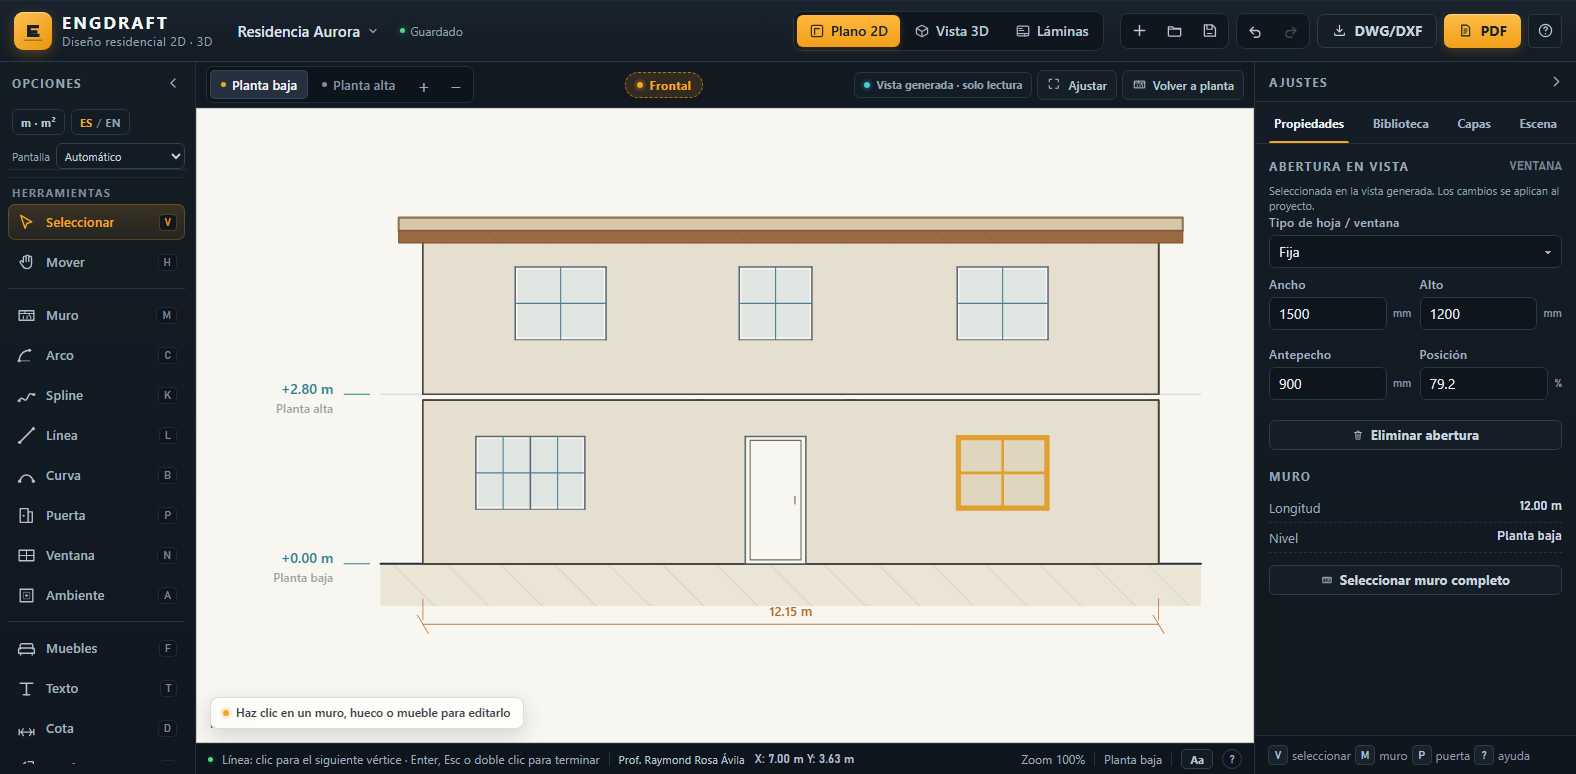 ENGDRAFT
Diseño residencial 2D · 3D
Residencia Aurora
Guardado
Plano 2D
Vista 3D
Láminas
DWG/DXF
PDF
OPCIONES
m · m²
ES / EN
Pantalla
Automático
HERRAMIENTAS
Seleccionar V
Mover H
Muro M
Arco C
Spline K
Línea L
Curva B
Puerta P
Ventana N
Ambiente A
Muebles F
Texto T
Cota D
Planta baja
Planta alta
+
−
Frontal
Vista generada · solo lectura
Ajustar
Volver a planta
+2.80 m
Planta alta
+0.00 m
Planta baja
12.15 m
Haz clic en un muro, hueco o mueble para editarlo
Línea: clic para el siguiente vértice · Enter, Esc o doble clic para terminar
Prof. Raymond Rosa Ávila
X: 7.00 m Y: 3.63 m
Zoom 100%
Planta baja
Aa
?
AJUSTES
Propiedades
Biblioteca
Capas
Escena
ABERTURA EN VISTA
VENTANA
Seleccionada en la vista generada. Los cambios se aplican al
proyecto.
Tipo de hoja / ventana
Fija
Ancho
Alto
1500 mm
1200 mm
Antepecho
Posición
900 mm
79.2 %
Eliminar abertura
MURO
Longitud 12.00 m
Nivel Planta baja
Seleccionar muro completo
V seleccionar M muro P puerta ? ayuda